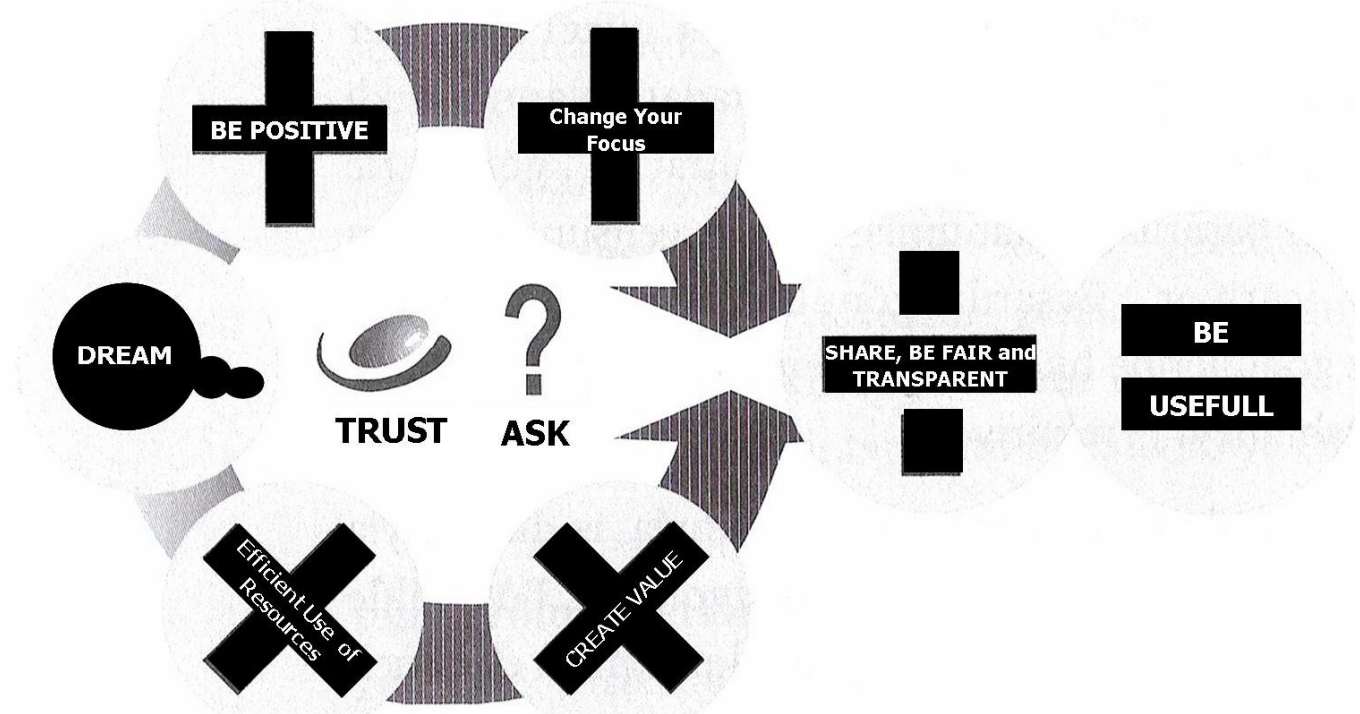 BE POSITIVE
Change Your
Focus
DREAM
?
TRUST
ASK
SHARE, BE FAIR and
TRANSPARENT
BE
USEFULL
Efficient Use of
Resources
CREATE VALUE